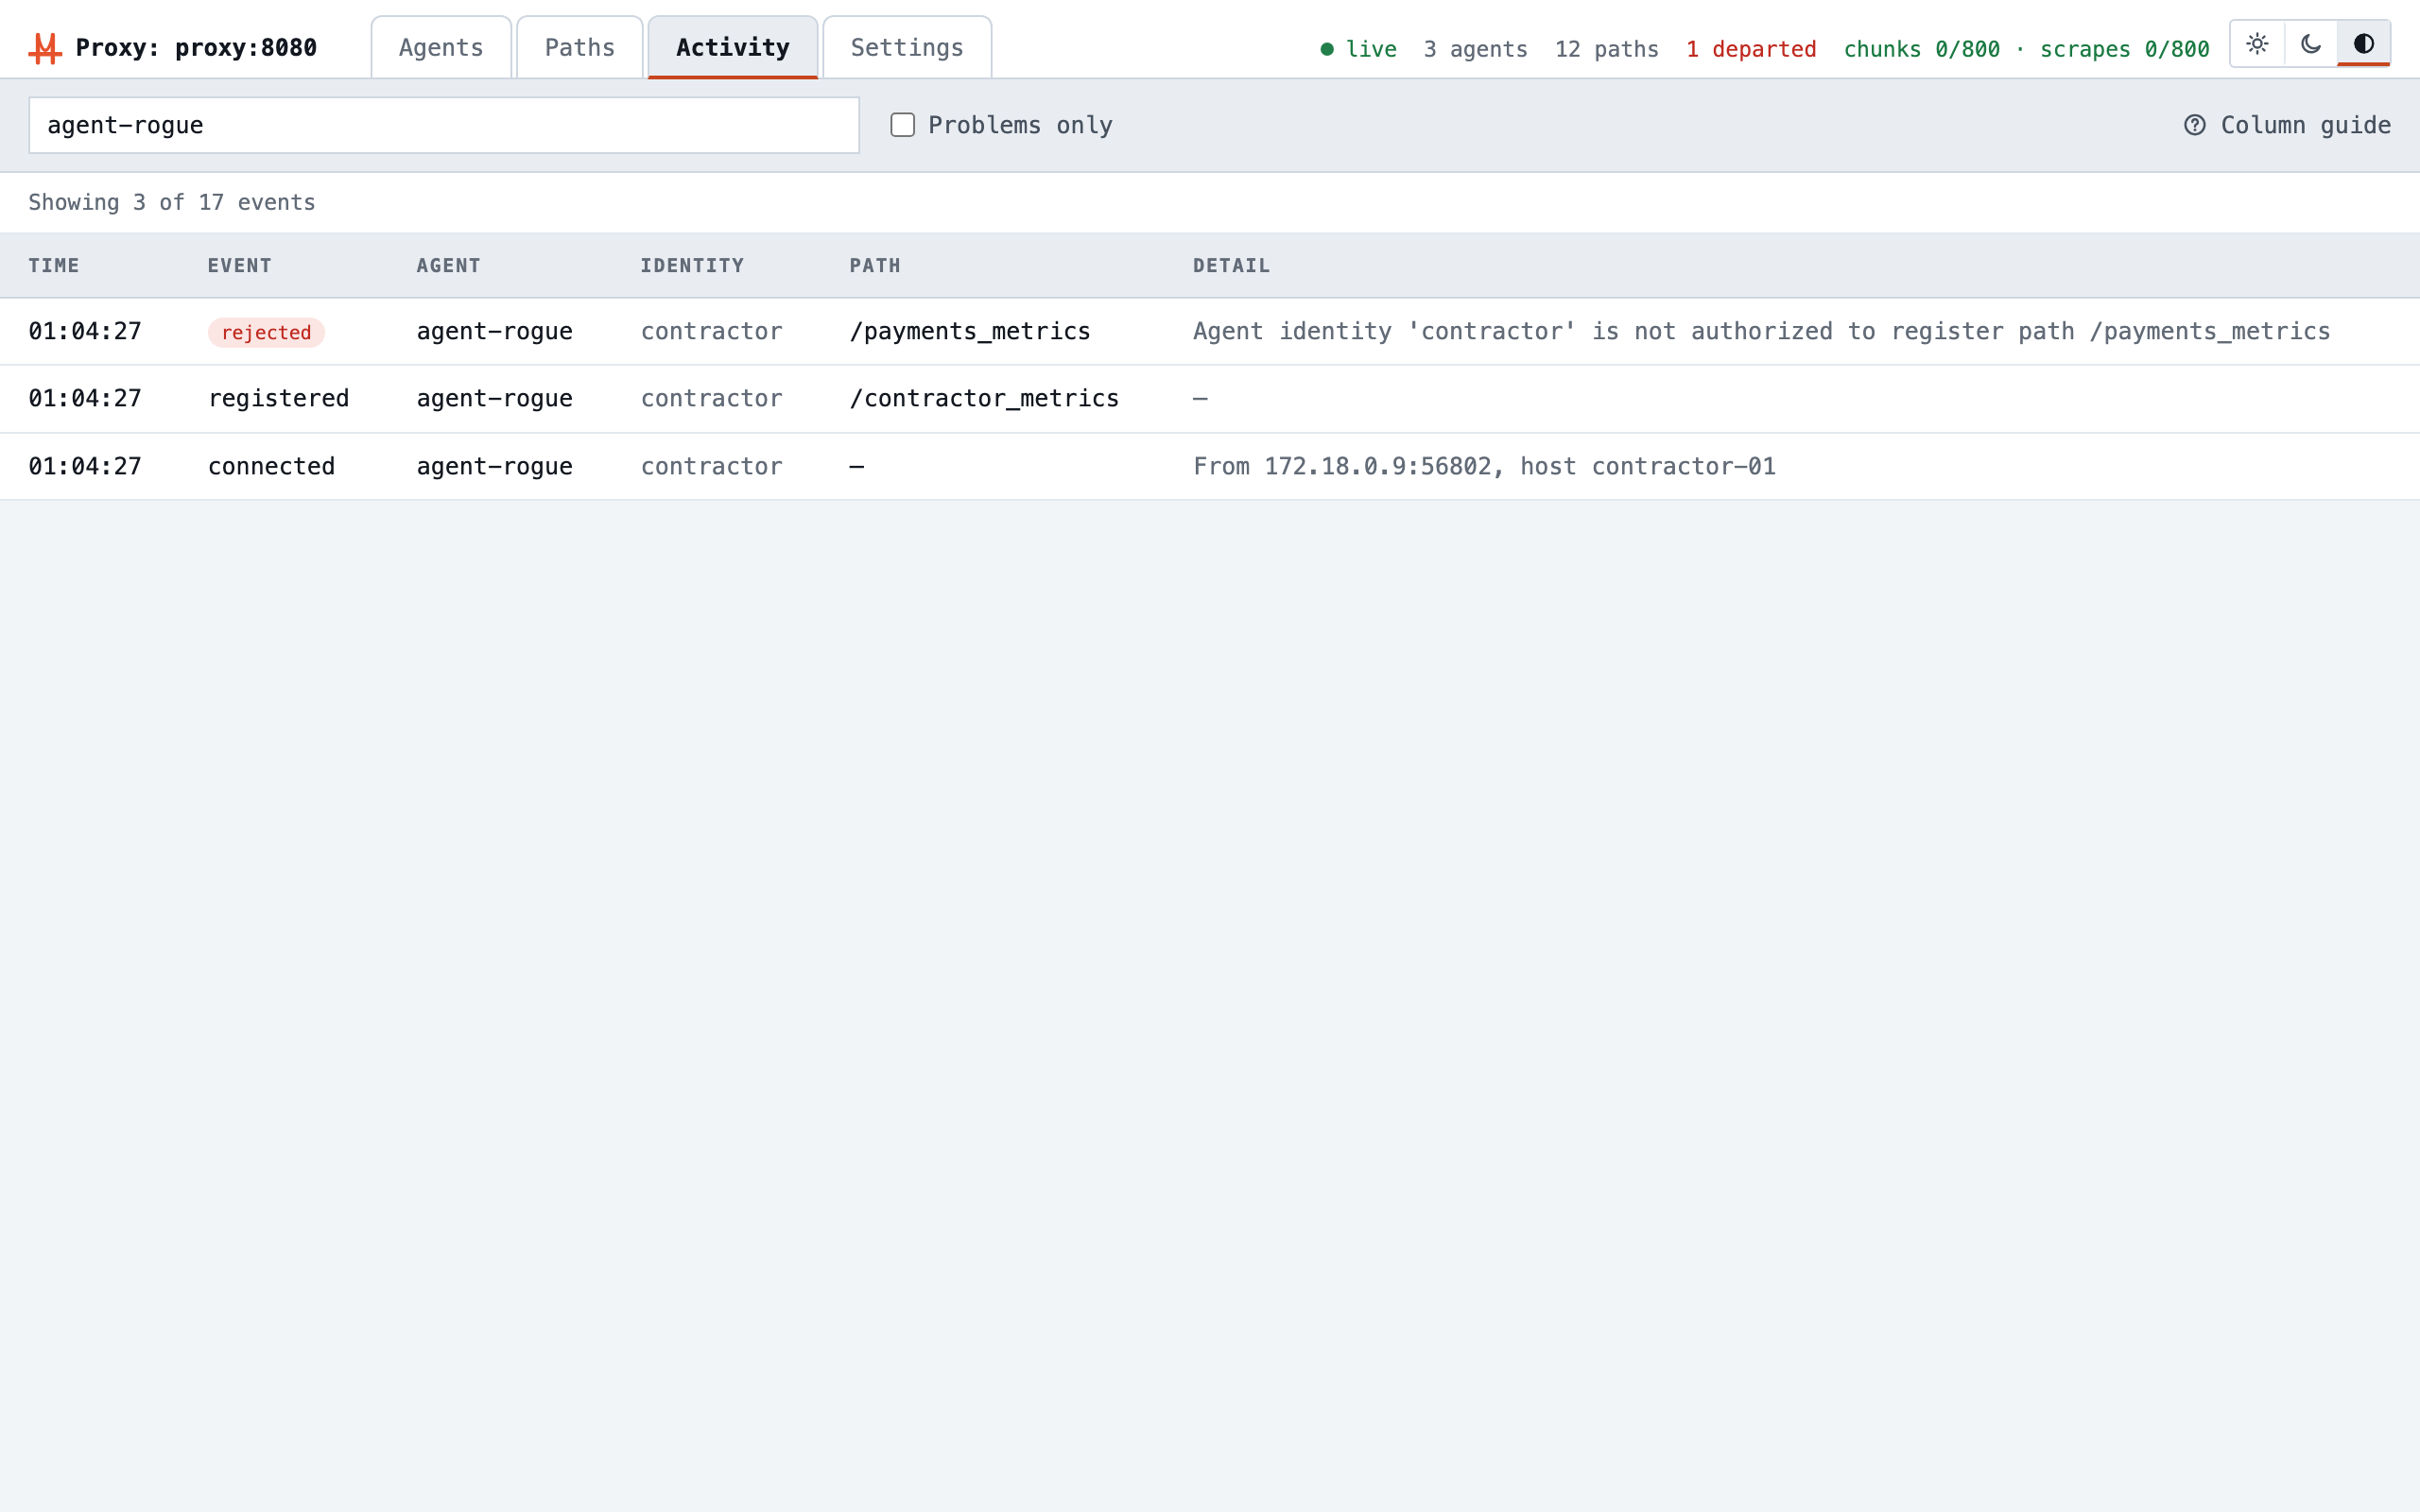 Proxy: proxy:8080 Agents Paths Activity Settings live 3 agents 12 paths 1 departed chunks 0/800 · scrapes 0/800
agent-rogue Problems only Column guide
Showing 3 of 17 events
TIME EVENT AGENT IDENTITY PATH DETAIL
01:04:27 rejected agent-rogue contractor /payments_metrics Agent identity 'contractor' is not authorized to register path /payments_metrics
01:04:27 registered agent-rogue contractor /contractor_metrics —
01:04:27 connected agent-rogue contractor — From 172.18.0.9:56802, host contractor-01